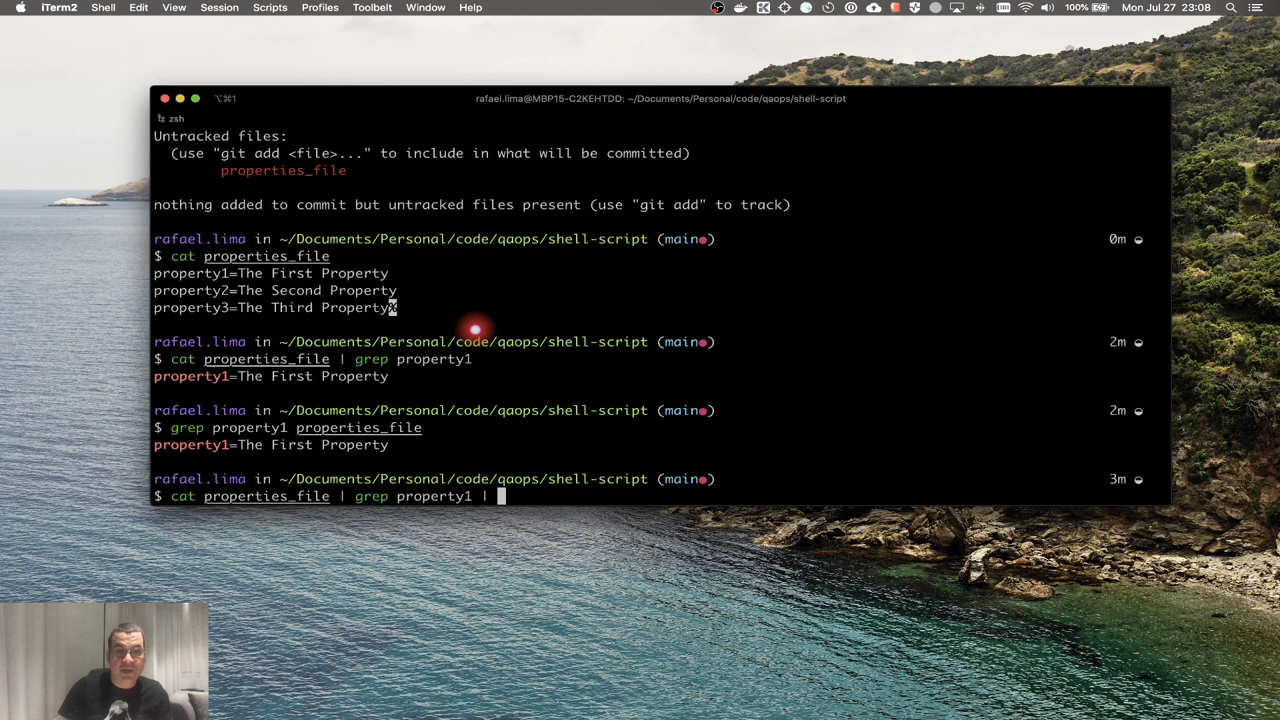 iTerm2 Shell Edit View Session Scripts Profiles Toolbelt Window Help 100% Mon Jul 27 23:08
⌥⌘1 rafael.lima@MBP15-C2KEHTDD: ~/Documents/Personal/code/qaops/shell-script
zsh
Untracked files:
(use "git add <file>..." to include in what will be committed)
properties_file
nothing added to commit but untracked files present (use "git add" to track)
rafael.lima in ~/Documents/Personal/code/qaops/shell-script (main●) 0m
$ cat properties_file
property1=The First Property
property2=The Second Property
property3=The Third Property%
rafael.lima in ~/Documents/Personal/code/qaops/shell-script (main●) 2m
$ cat properties_file | grep property1
property1=The First Property
rafael.lima in ~/Documents/Personal/code/qaops/shell-script (main●) 2m
$ grep property1 properties_file
property1=The First Property
rafael.lima in ~/Documents/Personal/code/qaops/shell-script (main●) 3m
$ cat properties_file | grep property1 |